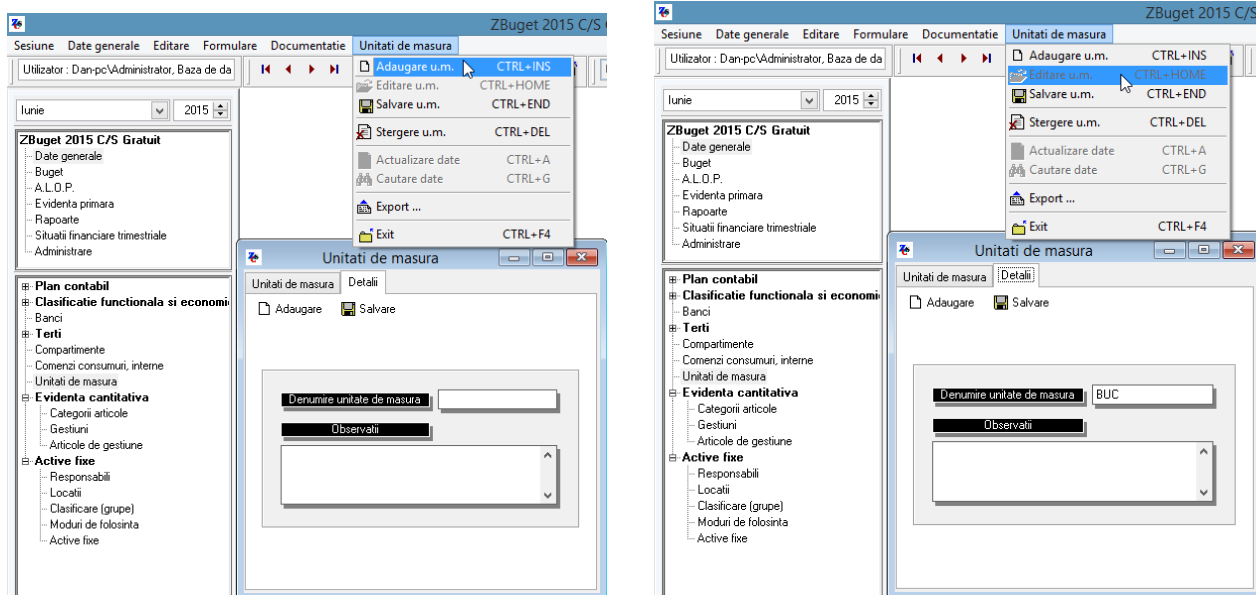 ZBuget 2015 C/S
Sesiune Date generale Editare Formulare Documentatie Unitati de masura
Utilizator : Dan-pc\Administrator, Baza de da
Adaugare u.m. CTRL+INS
Editare u.m. CTRL+HOME
Salvare u.m. CTRL+END
Stergere u.m. CTRL+DEL
Actualizare date CTRL+A
Cautare date CTRL+G
Export ...
Exit CTRL+F4
Iunie 2015
ZBuget 2015 C/S Gratuit
Date generale
Buget
A.L.O.P.
Evidenta primara
Rapoarte
Situatii financiare trimestriale
Administrare
Plan contabil
Clasificatie functionala si economi
Banci
Terti
Compartimente
Comenzi consumuri, interne
Unitati de masura
Evidenta cantitativa
Categorii articole
Gestiuni
Articole de gestiune
Active fixe
Responsabili
Locatii
Clasificare (grupe)
Moduri de folosinta
Active fixe
Unitati de masura
Unitati de masura Detalii
Adaugare Salvare
Denumire unitate de masura
Observatii
ZBuget 2015 C/S
Sesiune Date generale Editare Formulare Documentatie Unitati de masura
Utilizator : Dan-pc\Administrator, Baza de da
Adaugare u.m. CTRL+INS
Editare u.m. CTRL+HOME
Salvare u.m. CTRL+END
Stergere u.m. CTRL+DEL
Actualizare date CTRL+A
Cautare date CTRL+G
Export ...
Exit CTRL+F4
Iunie 2015
ZBuget 2015 C/S Gratuit
Date generale
Buget
A.L.O.P.
Evidenta primara
Rapoarte
Situatii financiare trimestriale
Administrare
Plan contabil
Clasificatie functionala si economi
Banci
Terti
Compartimente
Comenzi consumuri, interne
Unitati de masura
Evidenta cantitativa
Categorii articole
Gestiuni
Articole de gestiune
Active fixe
Responsabili
Locatii
Clasificare (grupe)
Moduri de folosinta
Active fixe
Unitati de masura
Unitati de masura Detalii
Adaugare Salvare
Denumire unitate de masura BUC
Observatii